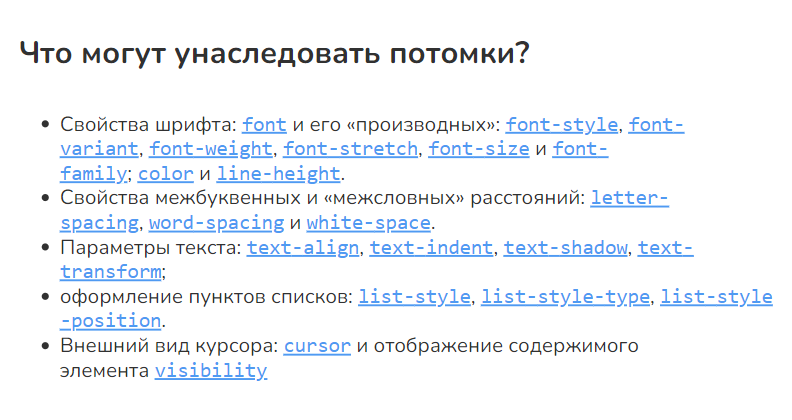 Что могут унаследовать потомки?
• Свойства шрифта: font и его «производных»: font-style, font-
variant, font-weight, font-stretch, font-size и font-
family; color и line-height.
• Свойства межбуквенных и «межсловных» расстояний: letter-
spacing, word-spacing и white-space.
• Параметры текста: text-align, text-indent, text-shadow, text-
transform;
• оформление пунктов списков: list-style, list-style-type, list-style
-position.
• Внешний вид курсора: cursor и отображение содержимого
элемента visibility